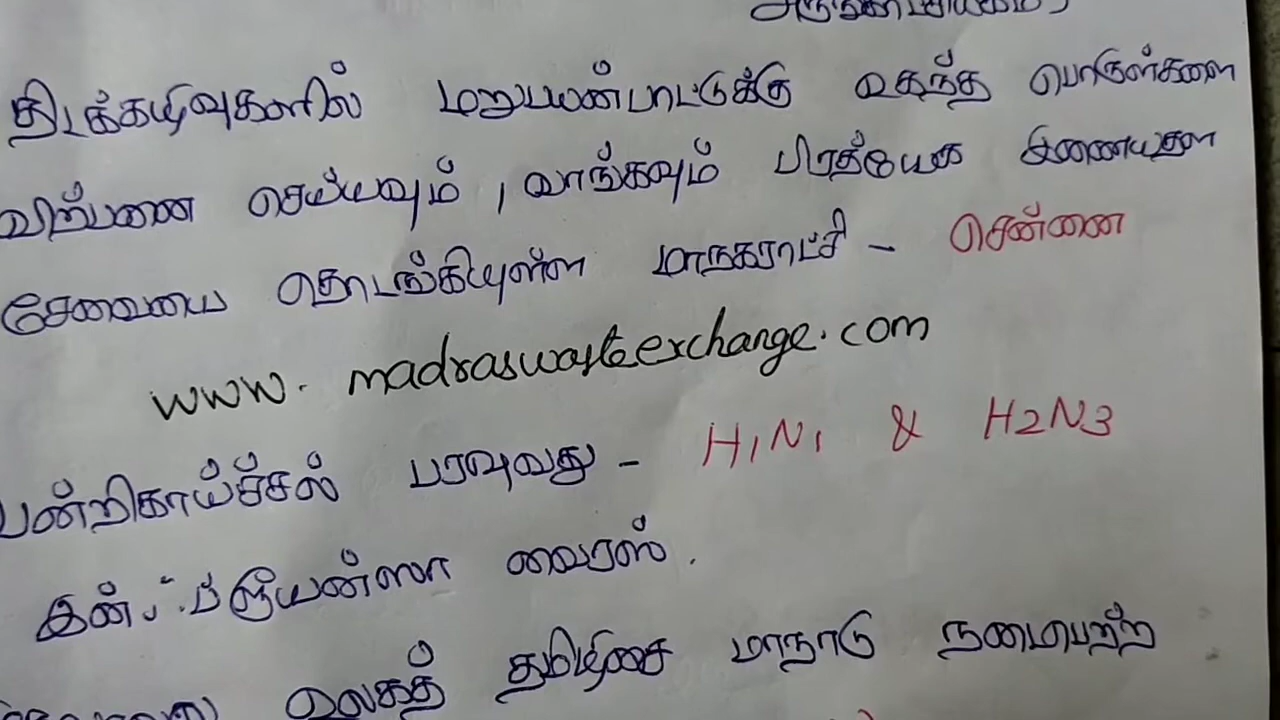 திடக்கழிவுகளில் மறுபயன்பாட்டுக்கு உகந்த பொருள்களை
விற்பனை செய்யவும், வாங்கவும் பிரத்யேக இணையதள
சேவையை தொடங்கியுள்ள மாநகராட்சி - சென்னை
www.madraswasteexchange.com
பன்றிகாய்ச்சல் பரவுவது - H1N1 & H2N3
இன்ஃப்ளூயன்ஸா வைரஸ்.
உலகத் தமிழிசை மாநாடு நடைபெற்ற